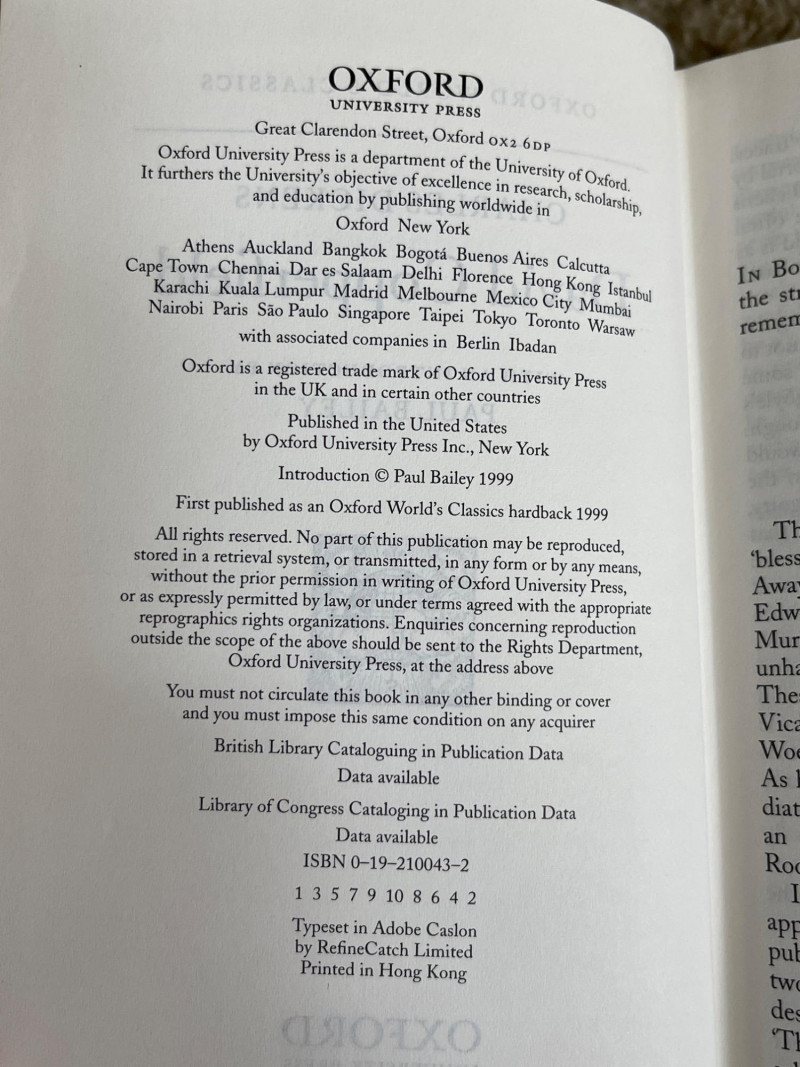 OXFORD
UNIVERSITY PRESS
Great Clarendon Street, Oxford OX2 6DP
Oxford University Press is a department of the University of Oxford.
It furthers the University's objective of excellence in research, scholarship,
and education by publishing worldwide in
Oxford New York
Athens Auckland Bangkok Bogotá Buenos Aires Calcutta
Cape Town Chennai Dar es Salaam Delhi Florence Hong Kong Istanbul
Karachi Kuala Lumpur Madrid Melbourne Mexico City Mumbai
Nairobi Paris São Paulo Singapore Taipei Tokyo Toronto Warsaw
with associated companies in Berlin Ibadan
Oxford is a registered trade mark of Oxford University Press
in the UK and in certain other countries
Published in the United States
by Oxford University Press Inc., New York
Introduction © Paul Bailey 1999
First published as an Oxford World's Classics hardback 1999
All rights reserved. No part of this publication may be reproduced,
stored in a retrieval system, or transmitted, in any form or by any means,
without the prior permission in writing of Oxford University Press,
or as expressly permitted by law, or under terms agreed with the appropriate
reprographics rights organizations. Enquiries concerning reproduction
outside the scope of the above should be sent to the Rights Department,
Oxford University Press, at the address above
You must not circulate this book in any other binding or cover
and you must impose this same condition on any acquirer
British Library Cataloguing in Publication Data
Data available
Library of Congress Cataloging in Publication Data
Data available
ISBN 0–19–210043–2
1 3 5 7 9 10 8 6 4 2
Typeset in Adobe Caslon
by RefineCatch Limited
Printed in Hong Kong
IN Bo
the str
remem
Th
'bless
Away
Edw
Mur
unha
The
Vica
Woo
As
diat
an
Roc
I
app
pub
two
des
'Th